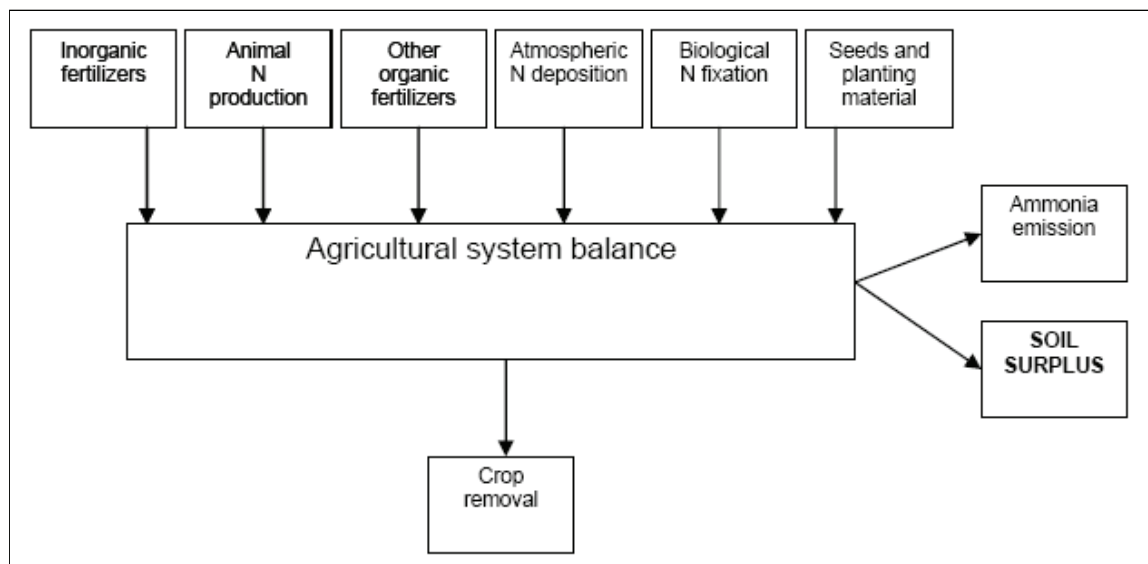 Inorganic
fertilizers
Animal
N
production
Other
organic
fertilizers
Atmospheric
N deposition
Biological
N fixation
Seeds and
planting
material
Agricultural system balance
Ammonia
emission
SOIL
SURPLUS
Crop
removal